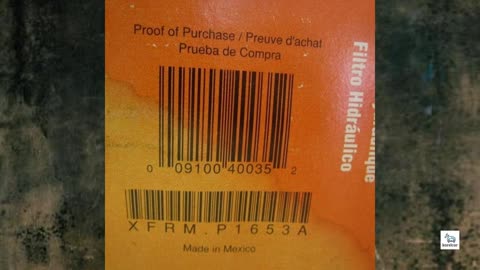 Proof of Purchase / Preuve d'achat
Prueba de Compra
0 09100 40035 2
XFRM.P1653A
Made in Mexico
Filtro Hidráulico